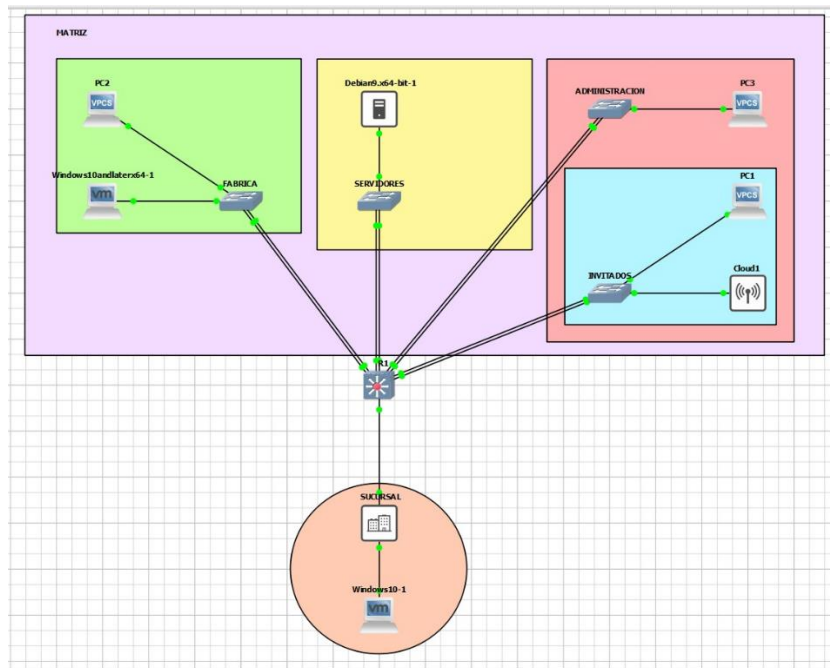 MATRIZ
PC2
VPCS
Windows10andlaterx64-1
vm
FABRICA
Debian9.x64-bit-1
SERVIDORES
ADMINISTRACION
PC3
VPCS
PC1
VPCS
INVITADOS
Cloud1
R1
SUCURSAL
Windows10-1
vm